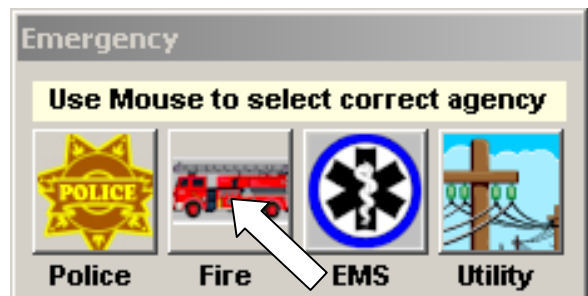 Emergency
Use Mouse to select correct agency
POLICE
Police Fire EMS Utility